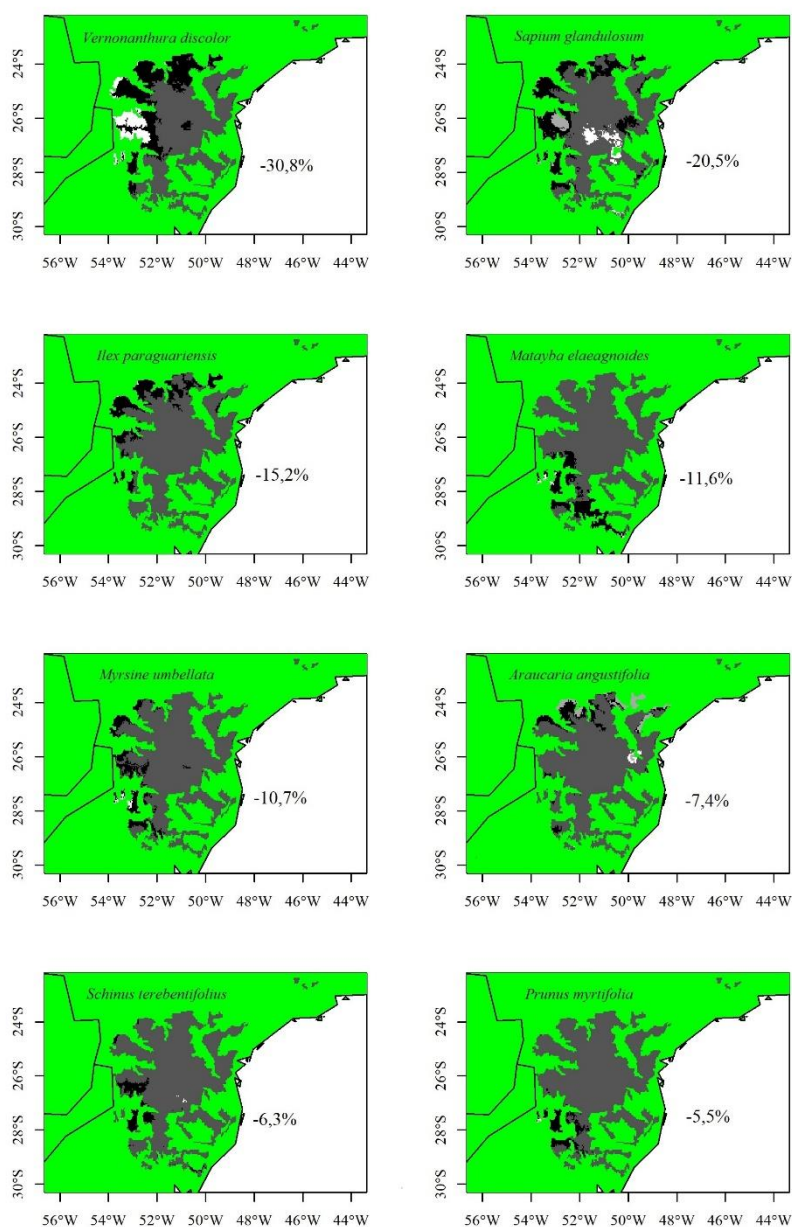 Vernonanthura discolor
Sapium glandulosum
24°S
26°S
28°S
30°S
-30,8%
24°S
26°S
28°S
30°S
-20,5%
56°W 54°W 52°W 50°W 48°W 46°W 44°W
56°W 54°W 52°W 50°W 48°W 46°W 44°W
Ilex paraguariensis
Matayba elaeagnoides
24°S
26°S
28°S
30°S
-15,2%
24°S
26°S
28°S
30°S
-11,6%
56°W 54°W 52°W 50°W 48°W 46°W 44°W
56°W 54°W 52°W 50°W 48°W 46°W 44°W
Myrsine umbellata
Araucaria angustifolia
24°S
26°S
28°S
30°S
-10,7%
24°S
26°S
28°S
30°S
-7,4%
56°W 54°W 52°W 50°W 48°W 46°W 44°W
56°W 54°W 52°W 50°W 48°W 46°W 44°W
Schinus terebentifolius
Prunus myrtifolia
24°S
26°S
28°S
30°S
-6,3%
24°S
26°S
28°S
30°S
-5,5%
56°W 54°W 52°W 50°W 48°W 46°W 44°W
56°W 54°W 52°W 50°W 48°W 46°W 44°W